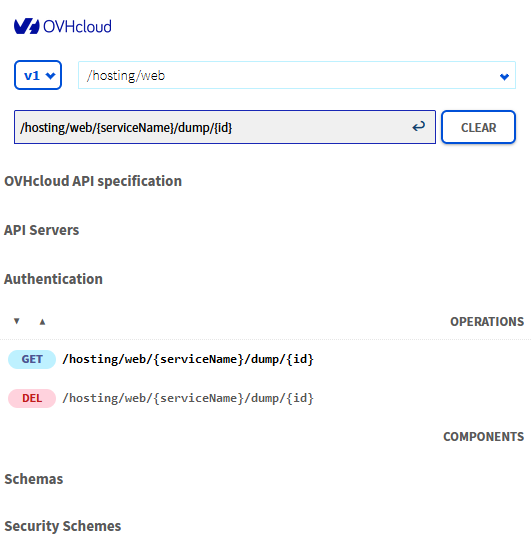 OVHcloud
v1 /hosting/web
/hosting/web/{serviceName}/dump/{id} CLEAR
OVHcloud API specification
API Servers
Authentication
OPERATIONS
GET /hosting/web/{serviceName}/dump/{id}
DEL /hosting/web/{serviceName}/dump/{id}
COMPONENTS
Schemas
Security Schemes